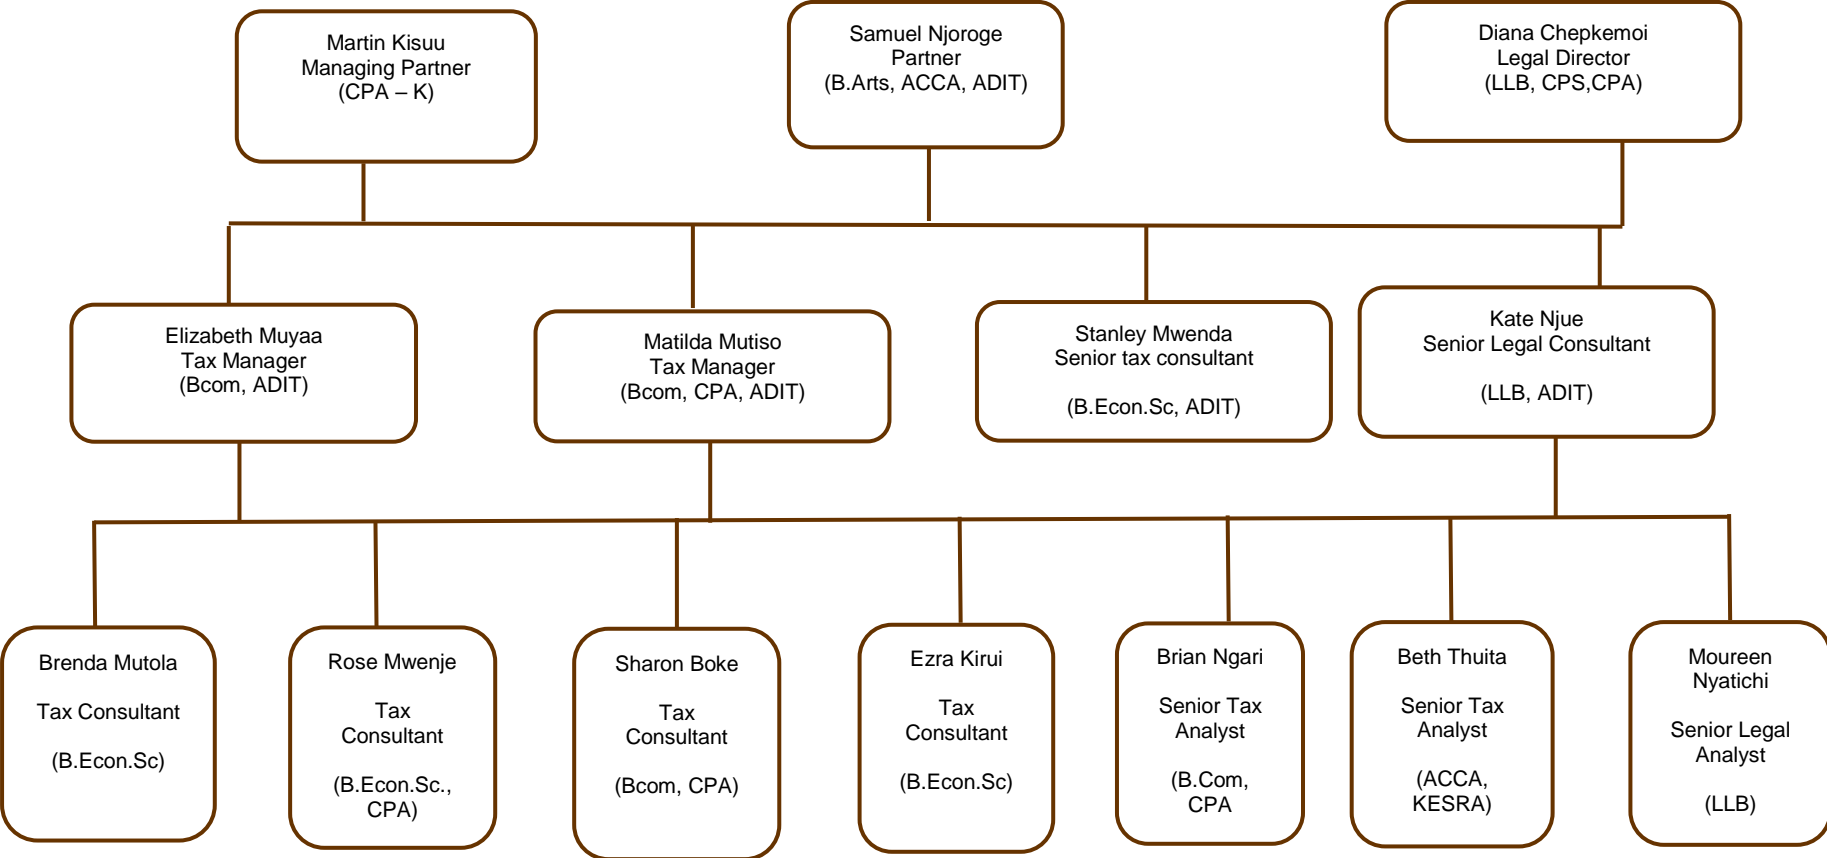 Martin Kisuu
Managing Partner
(CPA – K)
Samuel Njoroge
Partner
(B.Arts, ACCA, ADIT)
Diana Chepkemoi
Legal Director
(LLB, CPS,CPA)
Elizabeth Muyaa
Tax Manager
(Bcom, ADIT)
Matilda Mutiso
Tax Manager
(Bcom, CPA, ADIT)
Stanley Mwenda
Senior tax consultant
(B.Econ.Sc, ADIT)
Kate Njue
Senior Legal Consultant
(LLB, ADIT)
Brenda Mutola
Tax Consultant
(B.Econ.Sc)
Rose Mwenje
Tax
Consultant
(B.Econ.Sc.,
CPA)
Sharon Boke
Tax
Consultant
(Bcom, CPA)
Ezra Kirui
Tax
Consultant
(B.Econ.Sc)
Brian Ngari
Senior Tax
Analyst
(B.Com,
CPA
Beth Thuita
Senior Tax
Analyst
(ACCA,
KESRA)
Moureen
Nyatichi
Senior Legal
Analyst
(LLB)